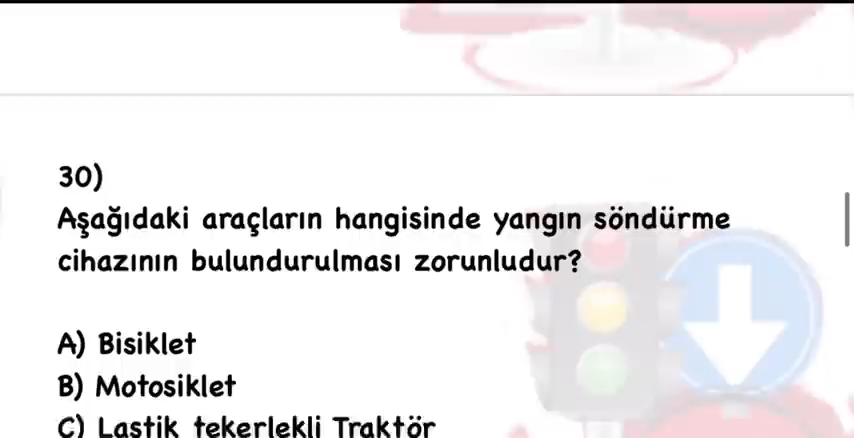 30)
Aşağıdaki araçların hangisinde yangın söndürme
cihazının bulundurulması zorunludur?
A) Bisiklet
B) Motosiklet
C) Lastik tekerlekli Traktör